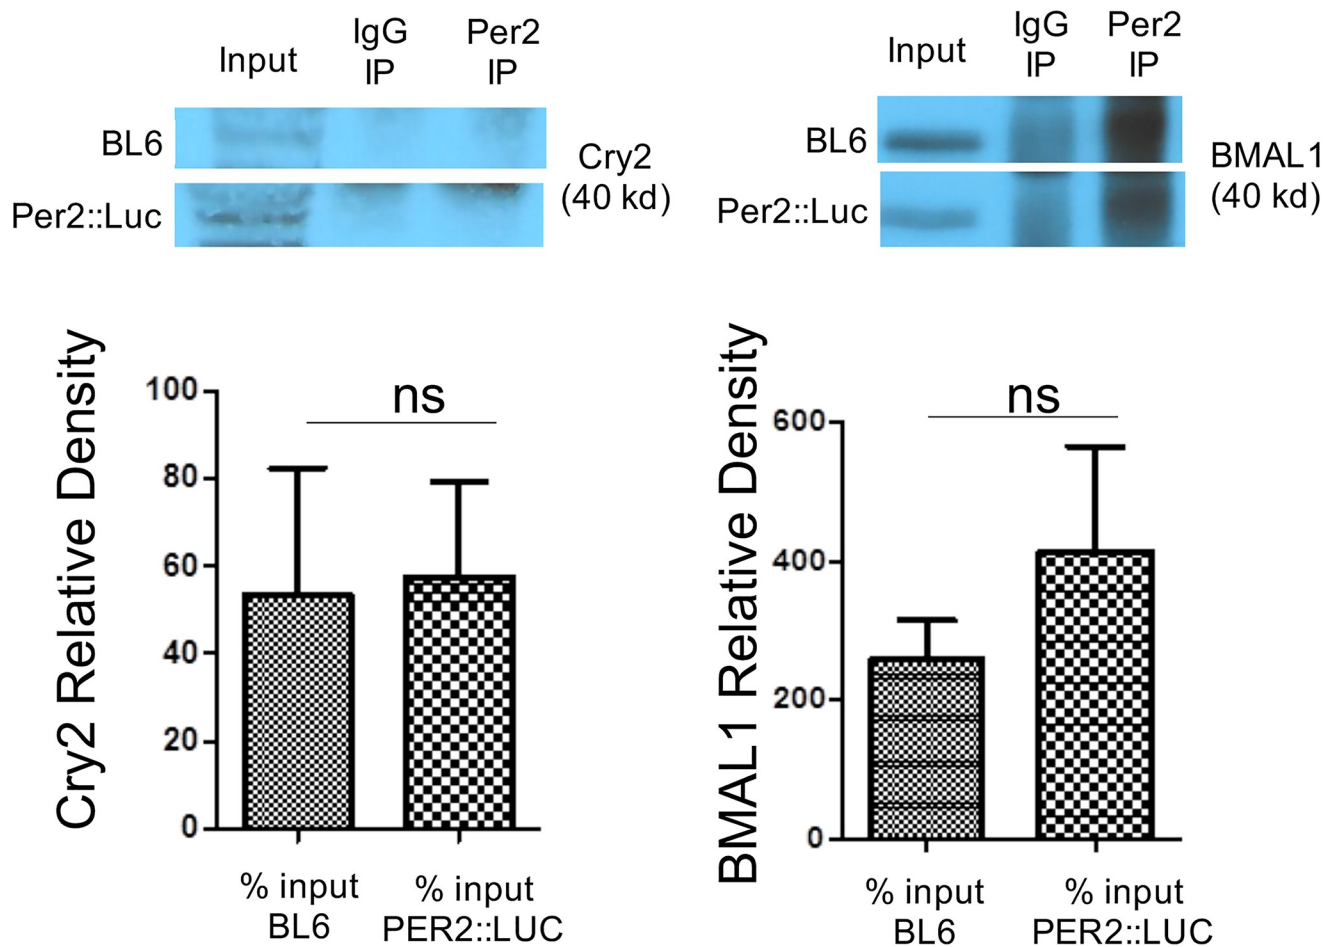 Input
IgG
IP
Per2
IP
BL6
Per2::Luc
Cry2
(40 kd)
Input
IgG
IP
Per2
IP
BL6
Per2::Luc
BMAL1
(40 kd)
Cry2 Relative Density
100
80
60
40
20
0
ns
% input
BL6
% input
PER2::LUC
BMAL1 Relative Density
600
400
200
0
ns
% input
BL6
% input
PER2::LUC